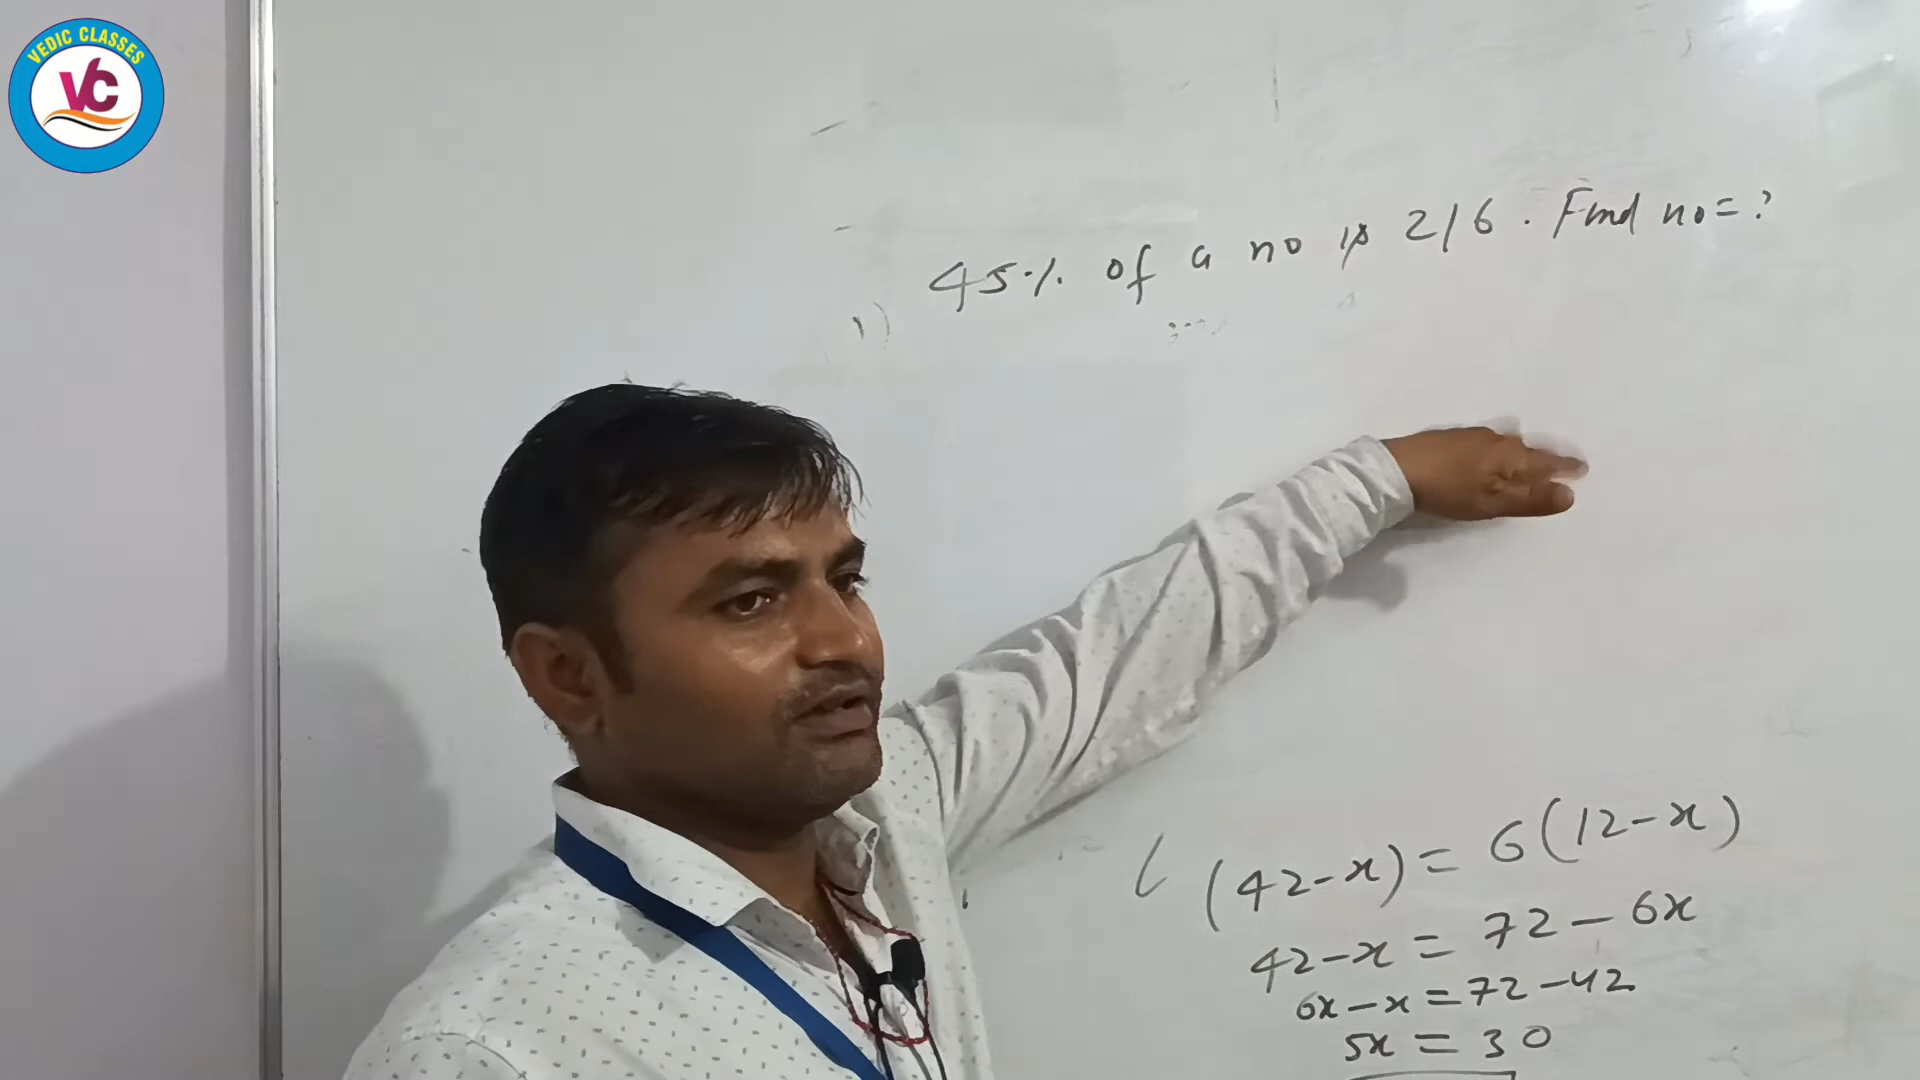 VEDIC CLASSES
VC
45% of a no is 216. Find no=?
1)
(42-x)=6(12-x)
42-x=72-6x
6x-x=72-42
5x=30